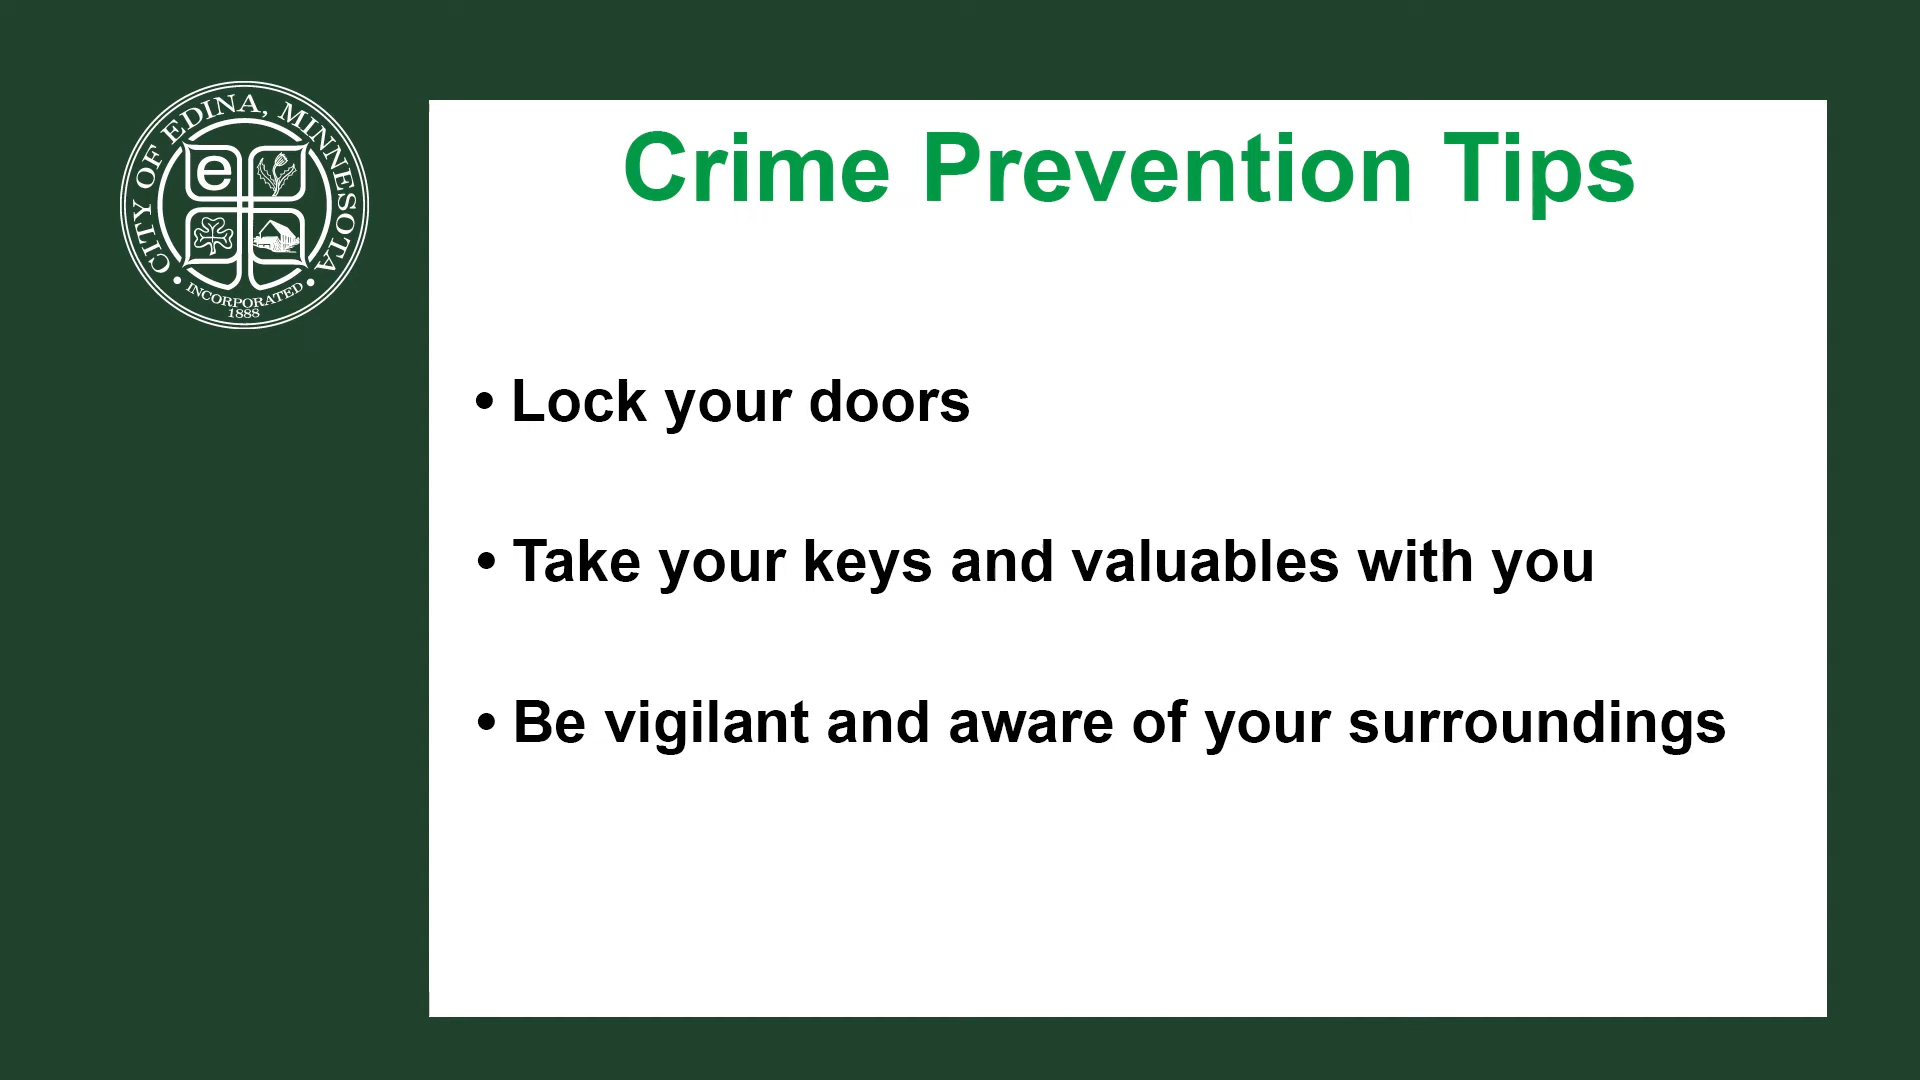 CITY OF EDINA, MINNESOTA
e
• INCORPORATED •
1888
Crime Prevention Tips
• Lock your doors
• Take your keys and valuables with you
• Be vigilant and aware of your surroundings